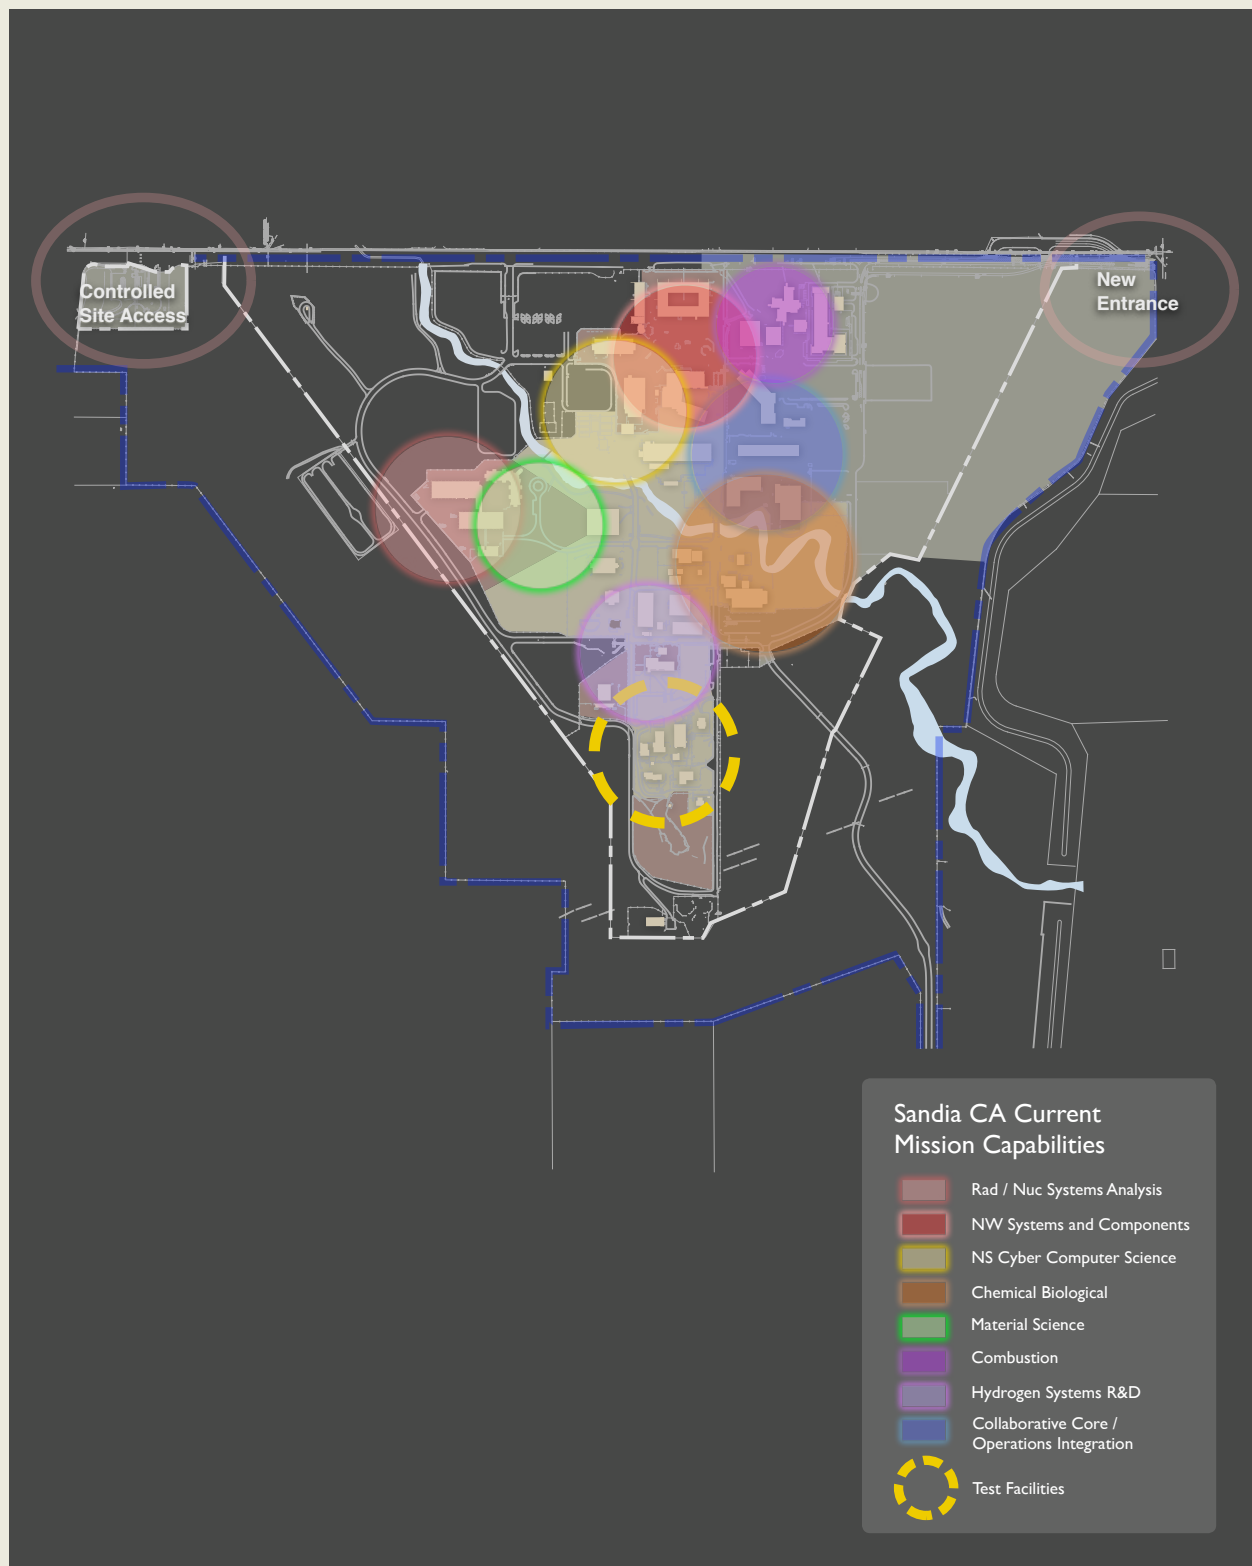 Controlled
Site Access
New
Entrance
Sandia CA Current
Mission Capabilities
Rad / Nuc Systems Analysis
NW Systems and Components
NS Cyber Computer Science
Chemical Biological
Material Science
Combustion
Hydrogen Systems R&D
Collaborative Core /
Operations Integration
Test Facilities